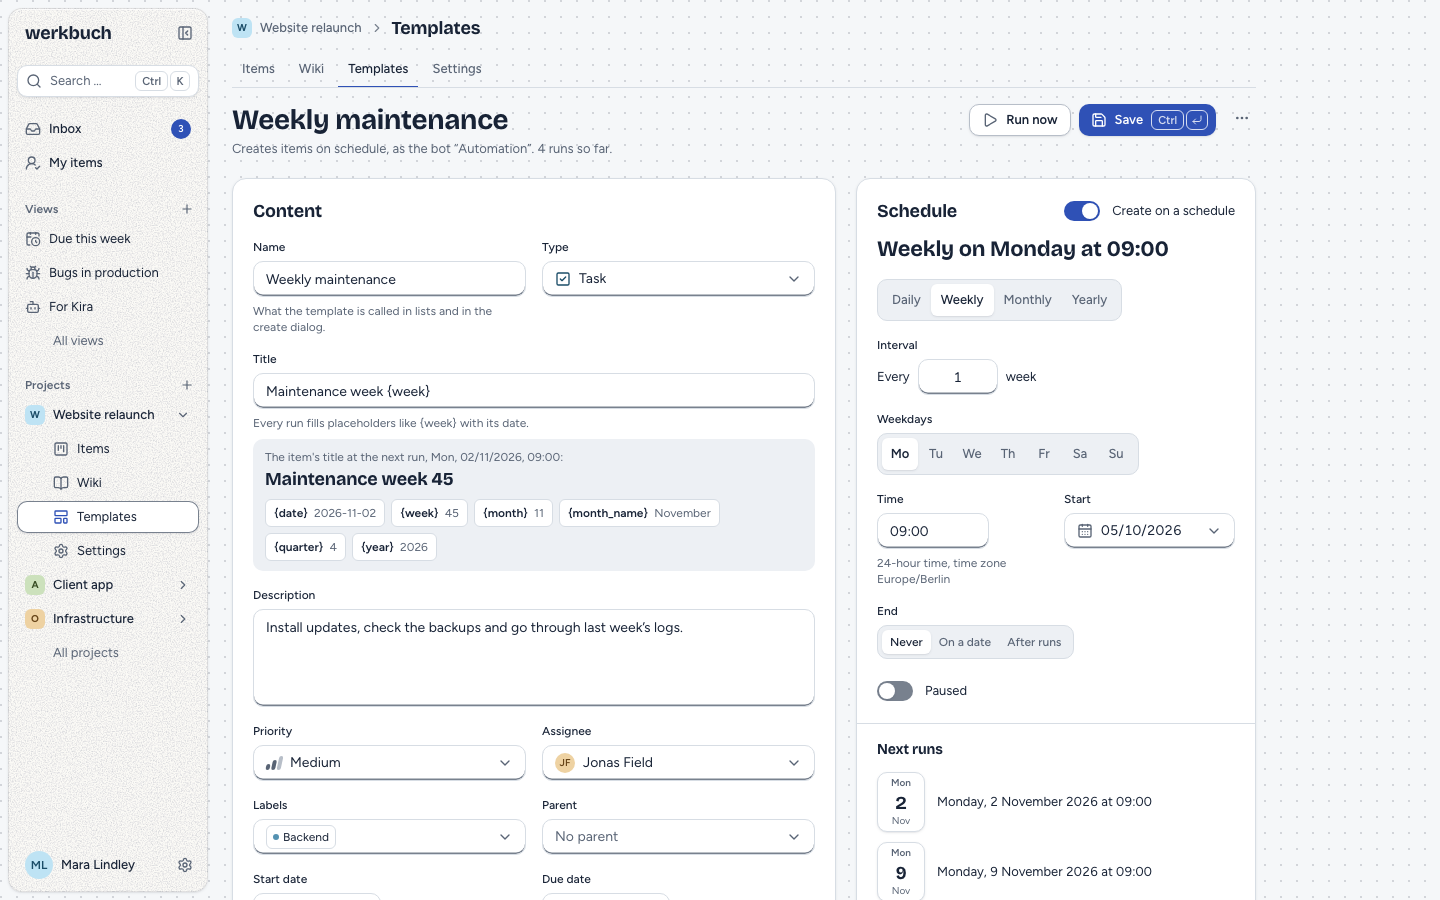 werkbuch
Search ...
Ctrl
K
Inbox
3
My items
Views
Due this week
Bugs in production
For Kira
All views
Projects
W
Website relaunch
Items
Wiki
Templates
Settings
A
Client app
O
Infrastructure
All projects
ML
Mara Lindley
W
Website relaunch
Templates
Items
Wiki
Templates
Settings
Weekly maintenance
Creates items on schedule, as the bot “Automation”. 4 runs so far.
Run now
Save
Ctrl
Content
Name
Type
Weekly maintenance
Task
What the template is called in lists and in the
create dialog.
Title
Maintenance week {week}
Every run fills placeholders like {week} with its date.
The item's title at the next run, Mon, 02/11/2026, 09:00:
Maintenance week 45
{date} 2026-11-02
{week} 45
{month} 11
{month_name} November
{quarter} 4
{year} 2026
Description
Install updates, check the backups and go through last week’s logs.
Priority
Assignee
Medium
JF
Jonas Field
Labels
Parent
Backend
No parent
Start date
Due date
Schedule
Create on a schedule
Weekly on Monday at 09:00
Daily
Weekly
Monthly
Yearly
Interval
Every
1
week
Weekdays
Mo
Tu
We
Th
Fr
Sa
Su
Time
Start
09:00
05/10/2026
24-hour time, time zone
Europe/Berlin
End
Never
On a date
After runs
Paused
Next runs
Mon
2
Nov
Monday, 2 November 2026 at 09:00
Mon
9
Nov
Monday, 9 November 2026 at 09:00